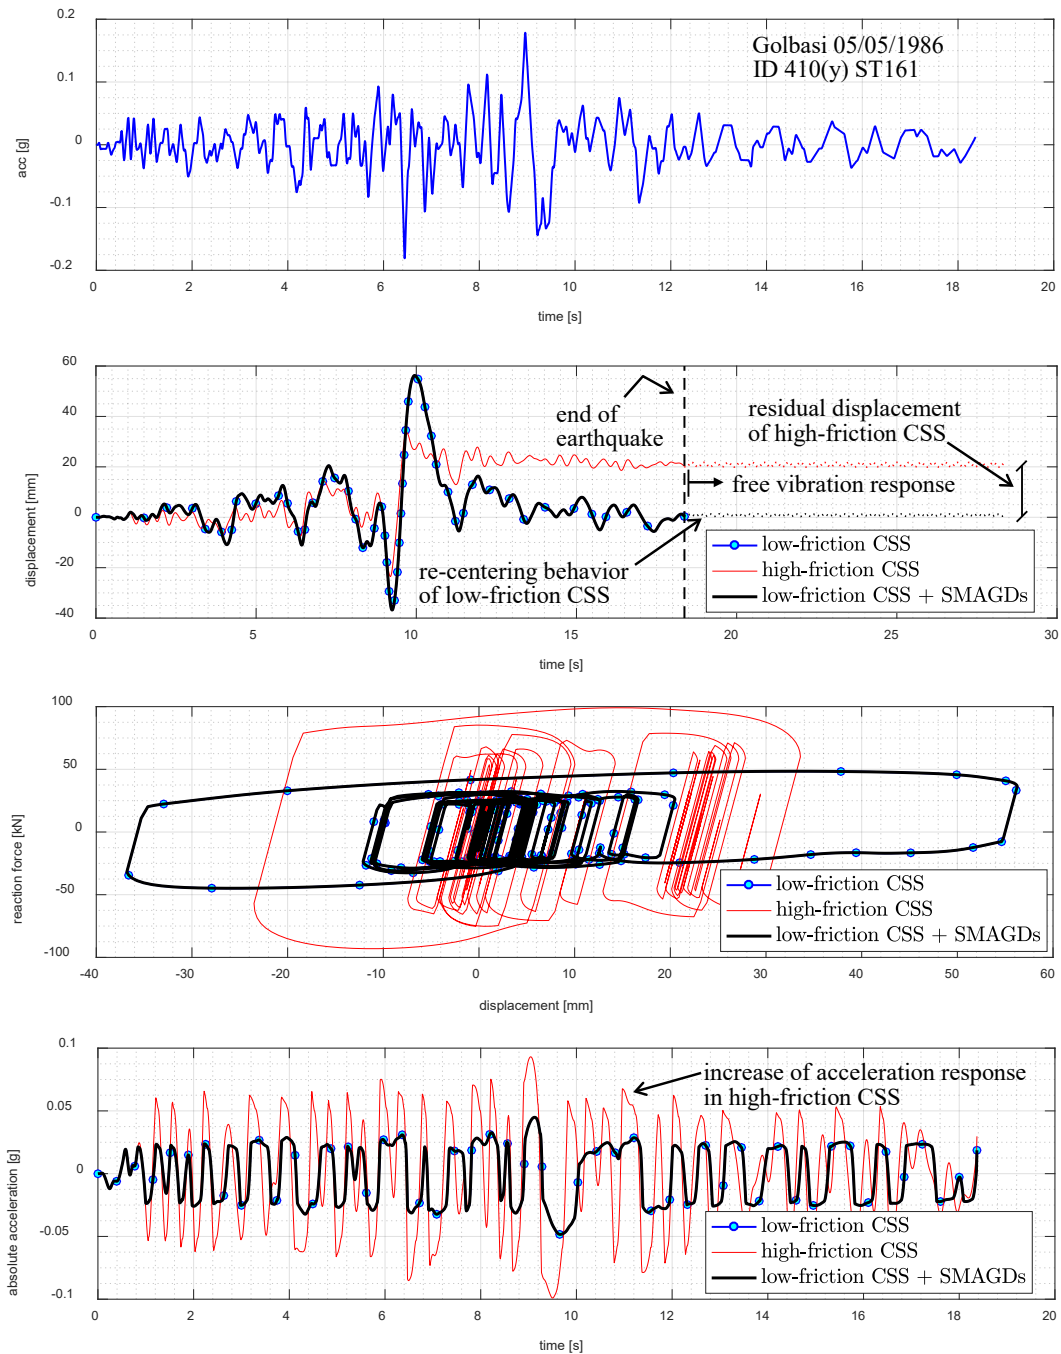 0.2
0.1
0
-0.1
-0.2
acc [g]
Golbasi 05/05/1986
ID 410(y) ST161
0 2 4 6 8 10 12 14 16 18 20
time [s]
60
40
20
0
-20
-40
displacement [mm]
end of
earthquake
residual displacement
of high-friction CSS
free vibration response
re-centering behavior
of low-friction CSS
low-friction CSS
high-friction CSS
low-friction CSS + SMAGDs
0 5 10 15 20 25 30
time [s]
100
50
0
-50
-100
reaction force [kN]
low-friction CSS
high-friction CSS
low-friction CSS + SMAGDs
-40 -30 -20 -10 0 10 20 30 40 50 60
displacement [mm]
0.1
0.05
0
-0.05
-0.1
absolute acceleration [g]
increase of acceleration response
in high-friction CSS
low-friction CSS
high-friction CSS
low-friction CSS + SMAGDs
0 2 4 6 8 10 12 14 16 18 20
time [s]